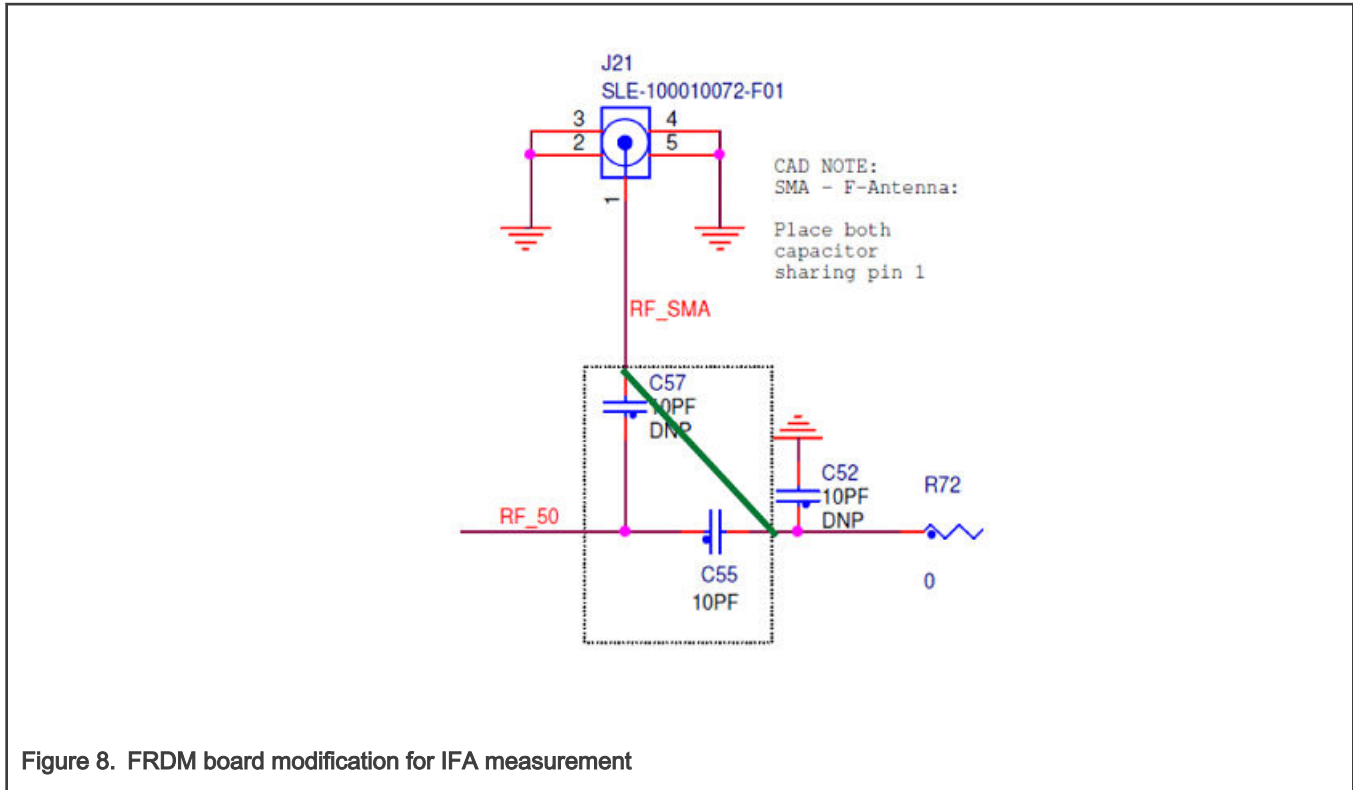 J21
SLE-100010072-F01
3
4
2
5
1
CAD NOTE:
SMA - F-Antenna:
Place both
capacitor
sharing pin 1
RF_SMA
C57
10PF
DNP
C52
10PF
DNP
R72
0
RF_50
C55
10PF
Figure 8. FRDM board modification for IFA measurement